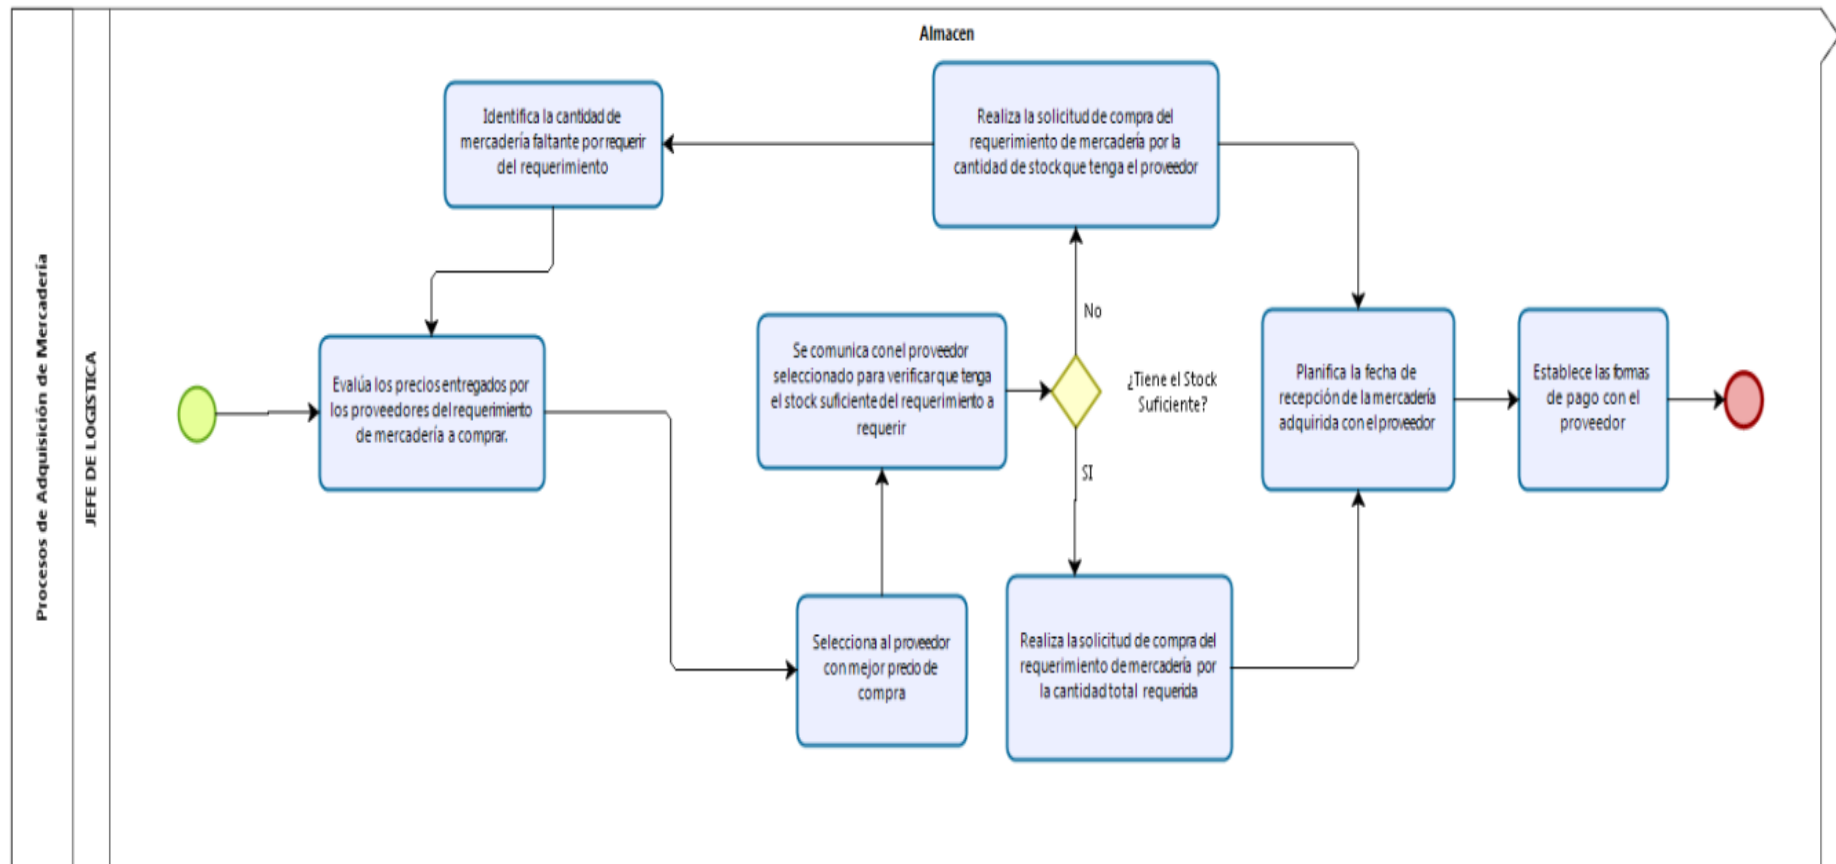 Almacen
Procesos de Adquisición de Mercadería
JEFE DE LOGISTICA
Identifica la cantidad de
mercadería faltante por requerir
del requerimiento
Realiza la solicitud de compra del
requerimiento de mercadería por la
cantidad de stock que tenga el proveedor
No
Evalúa los precios entregados por
los proveedores del requerimiento
de mercadería a comprar.
Se comunica con el proveedor
seleccionado para verificar que tenga
el stock suficiente del requerimiento a
requerir
¿Tiene el Stock
Suficiente?
Planifica la fecha de
recepción de la mercadería
adquirida con el proveedor
Establece las formas
de pago con el
proveedor
SI
Selecciona al proveedor
con mejor precio de
compra
Realiza la solicitud de compra del
requerimiento de mercadería por
la cantidad total requerida